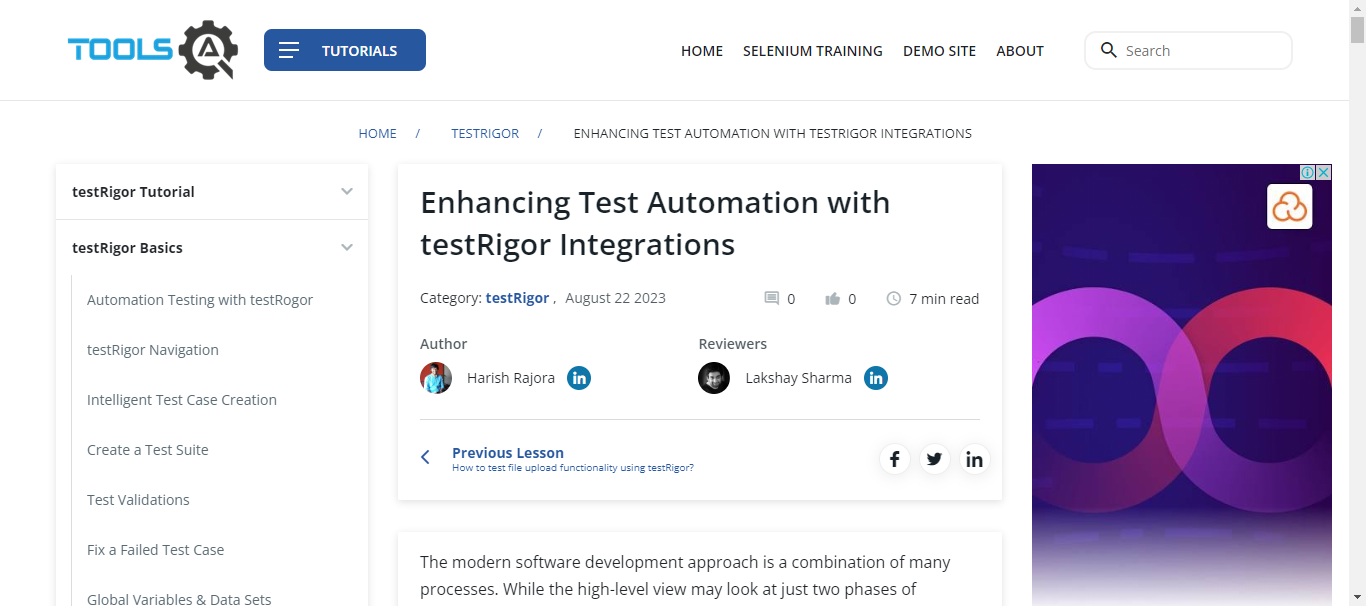 TOOLS QA
TUTORIALS
HOME
SELENIUM TRAINING
DEMO SITE
ABOUT
Search
HOME / TESTRIGOR / ENHANCING TEST AUTOMATION WITH TESTRIGOR INTEGRATIONS
testRigor Tutorial
testRigor Basics
Automation Testing with testRogor
testRigor Navigation
Intelligent Test Case Creation
Create a Test Suite
Test Validations
Fix a Failed Test Case
Global Variables & Data Sets
Enhancing Test Automation with
testRigor Integrations
Category: testRigor , August 22 2023
0
0
7 min read
Author
Harish Rajora
in
Reviewers
Lakshay Sharma
in
Previous Lesson
How to test file upload functionality using testRigor?
f
in
The modern software development approach is a combination of many
processes. While the high-level view may look at just two phases of